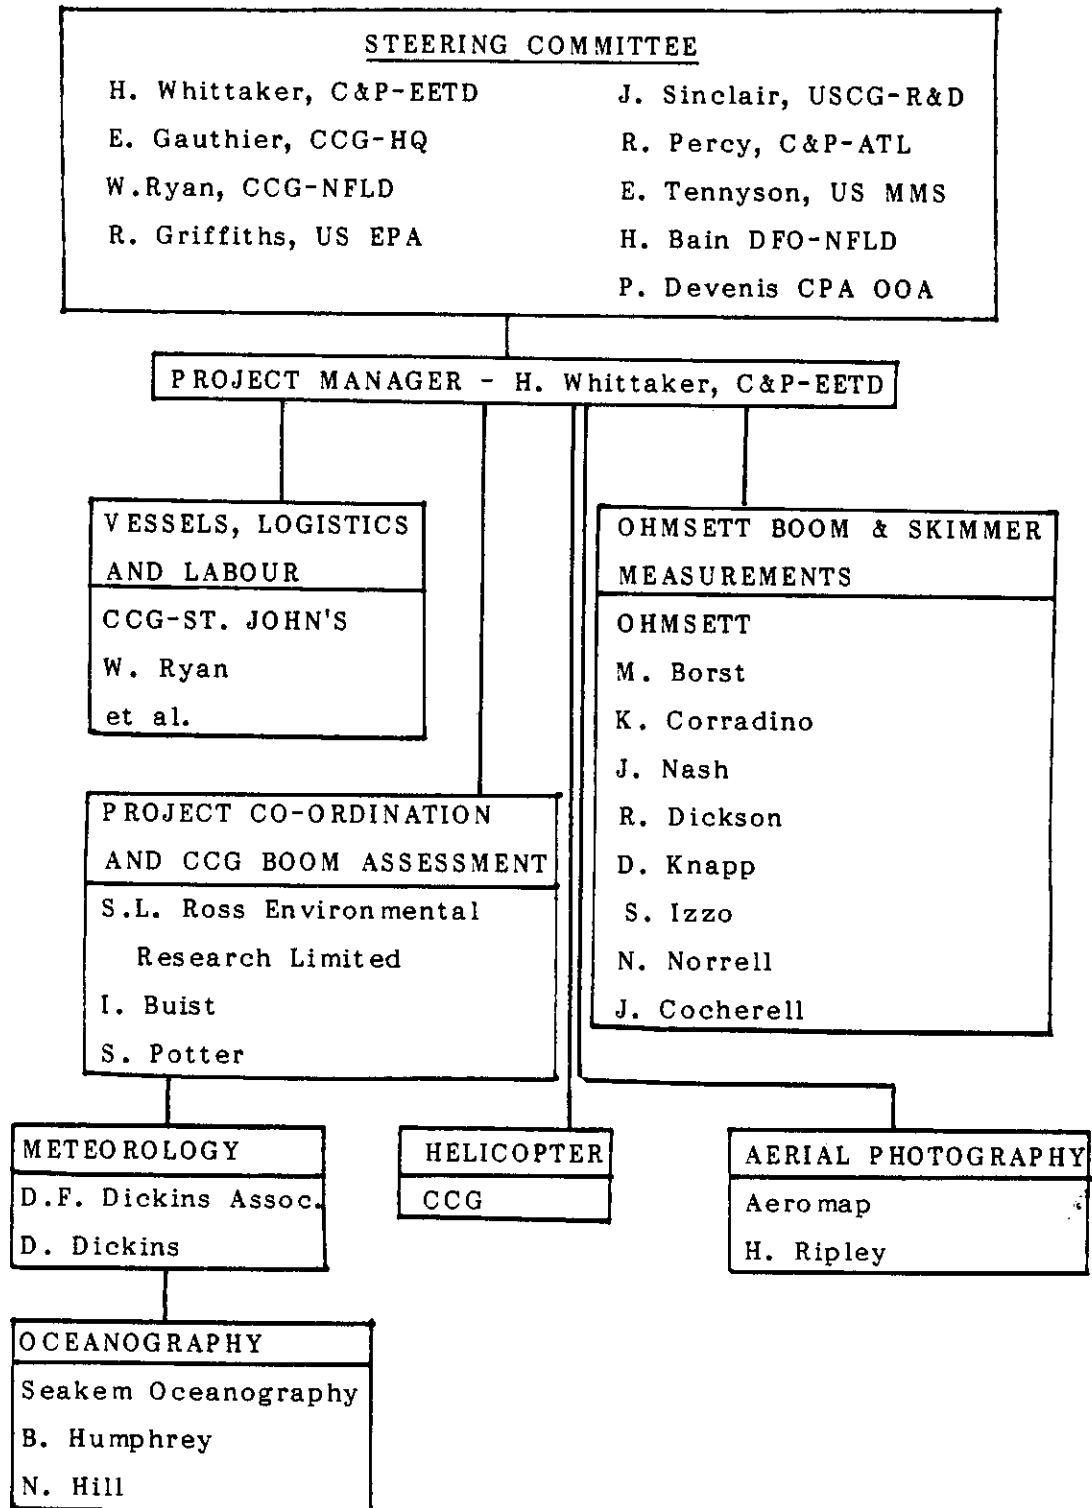 STEERING COMMITTEE
H. Whittaker, C&P-EETD
E. Gauthier, CCG-HQ
W.Ryan, CCG-NFLD
R. Griffiths, US EPA
J. Sinclair, USCG-R&D
R. Percy, C&P-ATL
E. Tennyson, US MMS
H. Bain DFO-NFLD
P. Devenis CPA OOA
PROJECT MANAGER - H. Whittaker, C&P-EETD
VESSELS, LOGISTICS
AND LABOUR
CCG-ST. JOHN'S
W. Ryan
et al.
OHMSETT BOOM & SKIMMER
MEASUREMENTS
OHMSETT
M. Borst
K. Corradino
J. Nash
R. Dickson
D. Knapp
S. Izzo
N. Norrell
J. Cocherell
PROJECT CO-ORDINATION
AND CCG BOOM ASSESSMENT
S.L. Ross Environmental
Research Limited
I. Buist
S. Potter
METEOROLOGY
D.F. Dickins Assoc.
D. Dickins
HELICOPTER
CCG
AERIAL PHOTOGRAPHY
Aeromap
H. Ripley
OCEANOGRAPHY
Seakem Oceanography
B. Humphrey
N. Hill